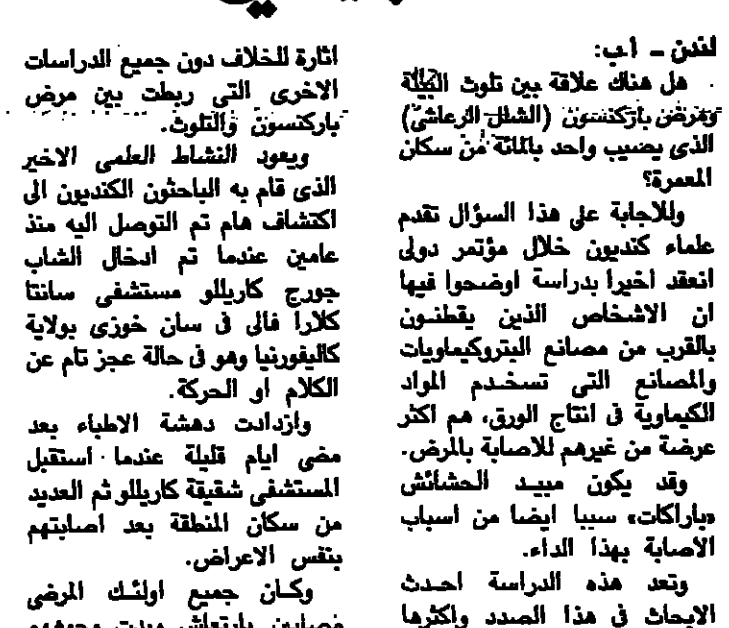 لندن ـ أ.ب:
هل هناك علاقة بين تلوث البيئة
ومرض باركنسون (الشلل الرعاشي)
الذى يصيب واحد بالمائة من سكان
المعمرة؟
وللاجابة على هذا السؤال تقدم
علماء كنديون خلال مؤتمر دولى
انعقد اخيرا بدراسة اوضحوا فيها
ان الاشخاص الذين يقطنون
بالقرب من مصانع البتروكيماويات
والمصانع التى تسخدم المواد
الكيماوية فى انتاج الورق، هم اكثر
عرضة من غيرهم للاصابة بالمرض.
وقد يكون مبيد الحشائش
«باراكات» سببا ايضا من اسباب
الاصابة بهذا الداء.
وتعد هذه الدراسة احدث
الابحاث فى هذا الصدد واكثرها
اثارة للخلاف دون جميع الدراسات
الاخرى التى ربطت بين مرض
باركنسون والتلوث.
ويعود النشاط العلمى الاخير
الذى قام به الباحثون الكنديون الى
اكتشاف هام تم التوصل اليه منذ
عامين عندما تم ادخال الشاب
جورج كاريللو مستشفى سانتا
كلارا فالى فى سان خوزى بولاية
كاليفورنيا وهو فى حالة عجز تام عن
الكلام او الحركة.
وازدادت دهشة الاطباء بعد
مضى ايام قليلة عندما استقبل
المستشفى شقيقة كاريللو ثم العديد
من سكان المنطقة بعد اصابتهم
بنفس الاعراض.
وكان جميع اولئك المرضى
مصابين بارتعاش وبدت وجوههم